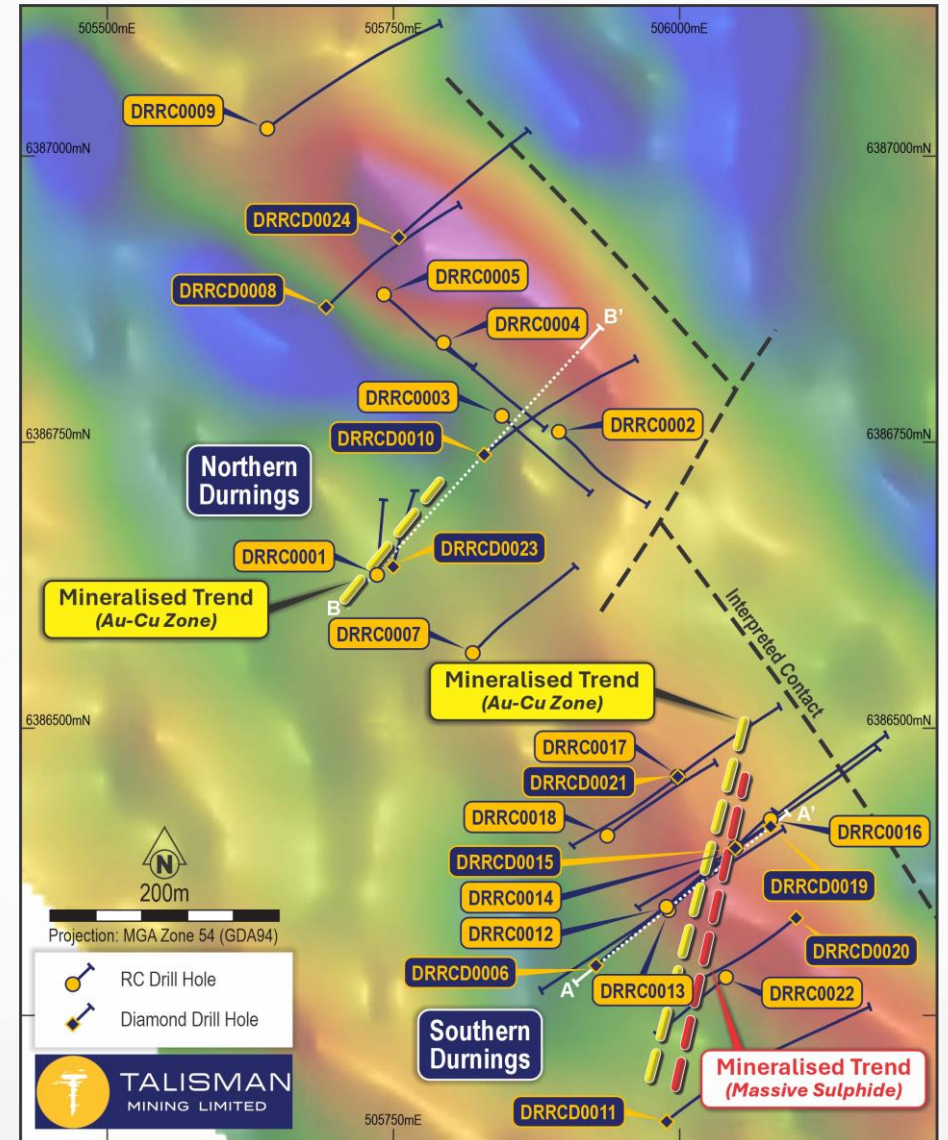 505500mE
505750mE
506000mE
DRRC0009
6387000mN
6387000mN
DRRCD0024
DRRCD0008
DRRC0005
DRRC0004
B'
DRRC0003
DRRC0002
DRRCD0010
6386750mN
6386750mN
Northern
Durnings
DRRC0001
DRRCD0023
Mineralised Trend
(Au-Cu Zone)
B
DRRC0007
Interpreted Contact
Mineralised Trend
(Au-Cu Zone)
6386500mN
6386500mN
DRRC0017
DRRCD0021
DRRC0018
A'
DRRC0016
DRRCD0015
DRRCD0019
DRRC0014
DRRC0012
DRRCD0020
DRRCD0006
A
DRRC0013
DRRC0022
Southern
Durnings
Mineralised Trend
(Massive Sulphide)
DRRCD0011
N
200m
Projection: MGA Zone 54 (GDA94)
RC Drill Hole
Diamond Drill Hole
TALISMAN
MINING LIMITED
505750mE
506000mE